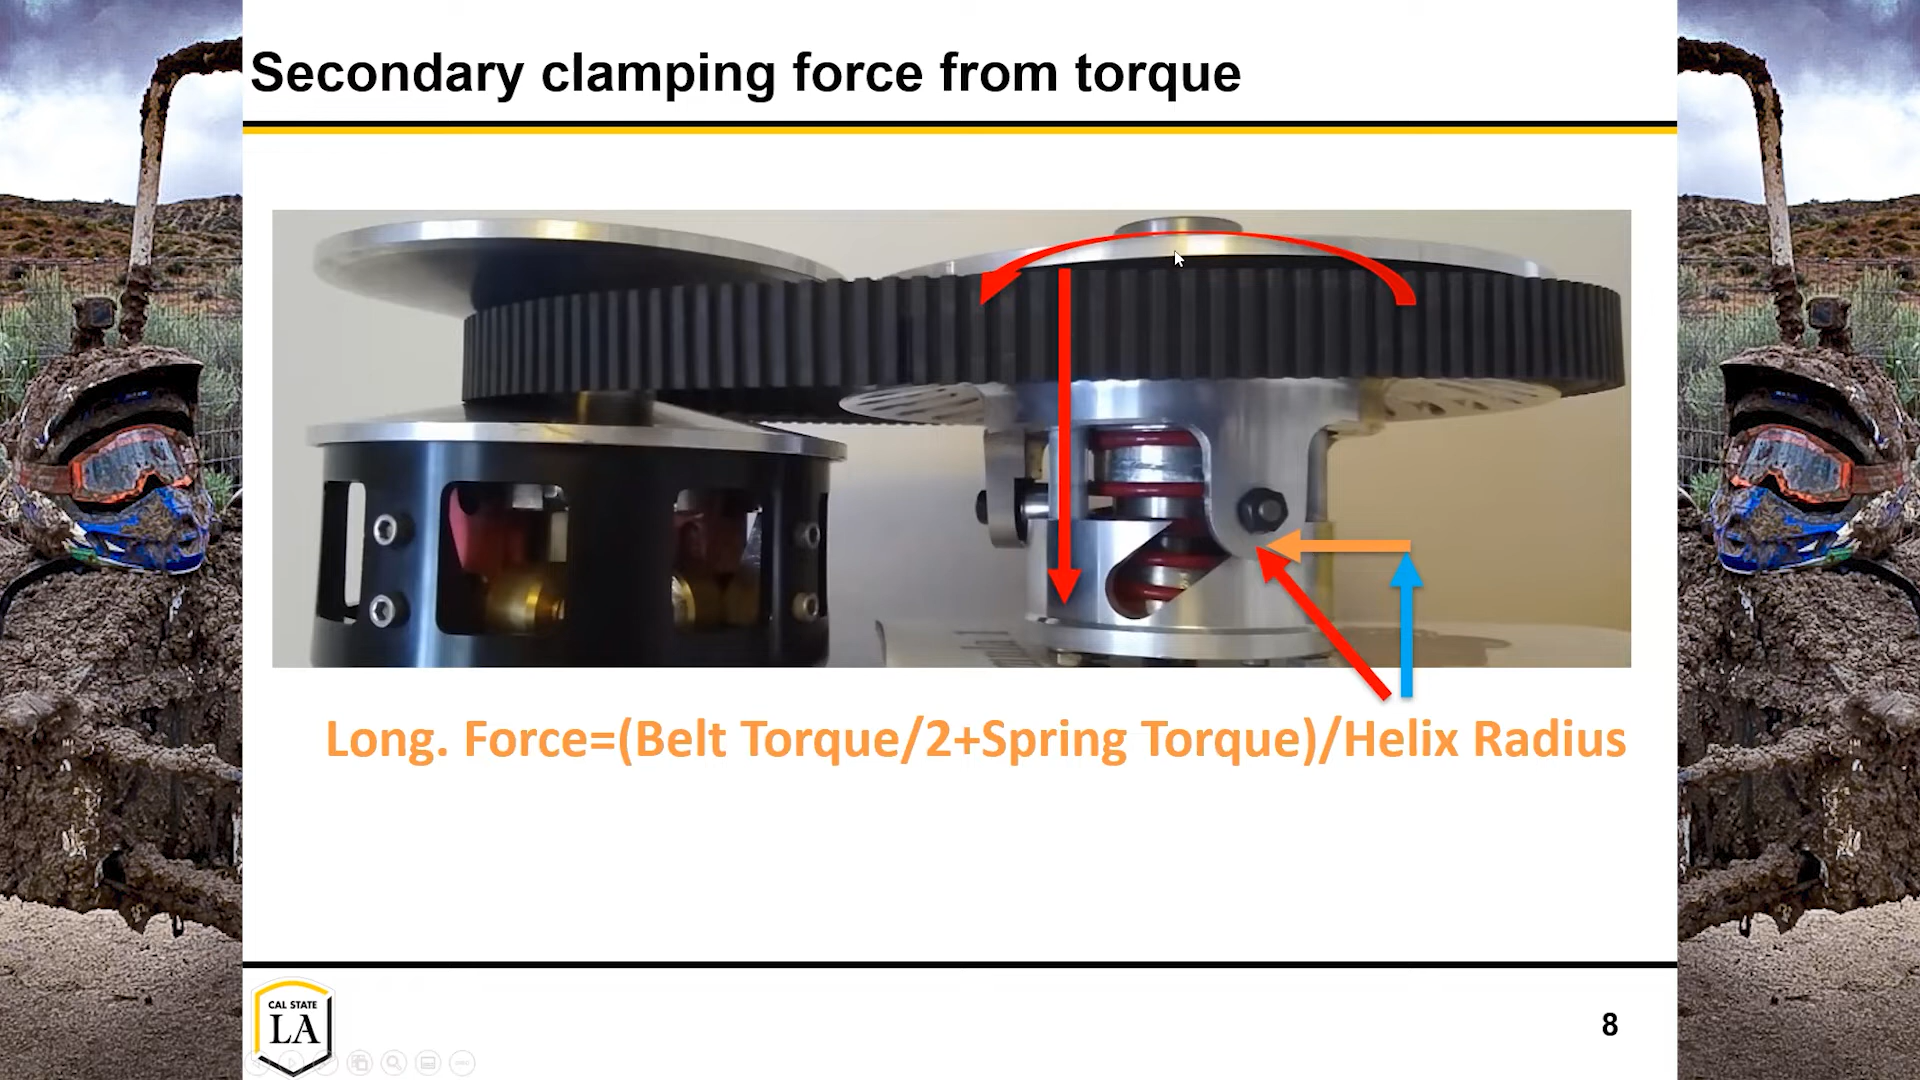 Secondary clamping force from torque
Long. Force=(Belt Torque/2+Spring Torque)/Helix Radius
CAL STATE
LA
8